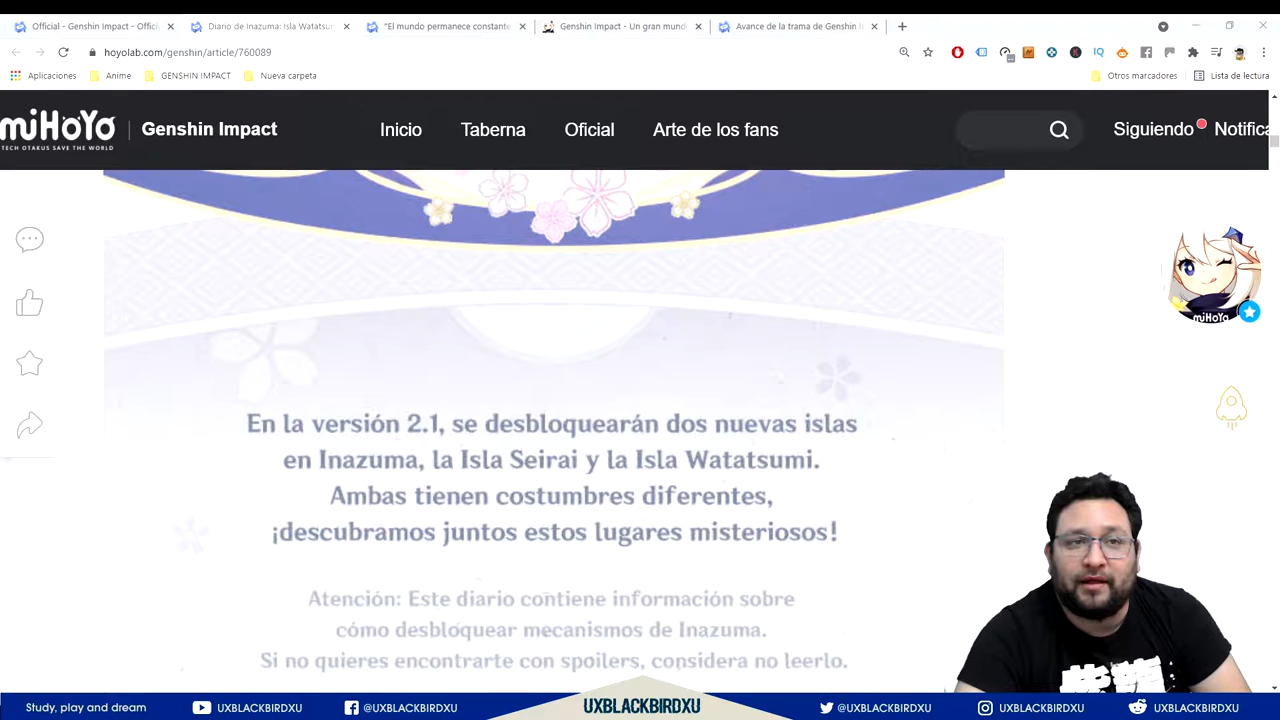 Official - Genshin Impact - Offici
Diario de Inazuma: Isla Watatsum
"El mundo permanece constante
Genshin Impact - Un gran mund
Avance de la trama de Genshin I
hoyolab.com/genshin/article/760089
Aplicaciones
Anime
GENSHIN IMPACT
Nueva carpeta
Otros marcadores
Lista de lectura
miHoYo
TECH OTAKUS SAVE THE WORLD
Genshin Impact
Inicio
Taberna
Oficial
Arte de los fans
Siguiendo
Notifica
En la versión 2.1, se desbloquearán dos nuevas islas
en Inazuma, la Isla Seirai y la Isla Watatsumi.
Ambas tienen costumbres diferentes,
¡descubramos juntos estos lugares misteriosos!
Atención: Este diario contiene información sobre
cómo desbloquear mecanismos de Inazuma.
Si no quieres encontrarte con spoilers, considera no leerlo.
miHoYo
Study, play and dream
UXBLACKBIRDXU
@UXBLACKBIRDXU
UXBLACKBIRDXU
@UXBLACKBIRDXU
UXBLACKBIRDXU
UXBLACKBIRDXU